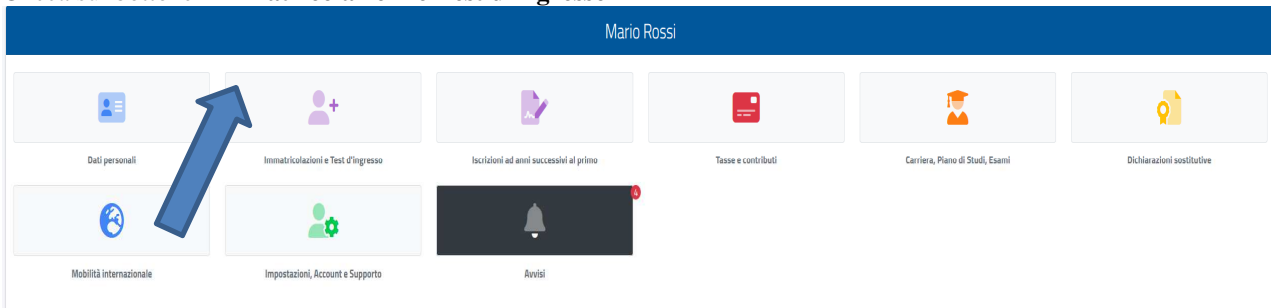 Mario Rossi
Dati personali
Immatricolazioni e Test d'ingresso
Iscrizioni ad anni successivi al primo
Tasse e contributi
Carriera, Piano di Studi, Esami
Dichiarazioni sostitutive
4
Mobilità internazionale
Impostazioni, Account e Supporto
Avvisi